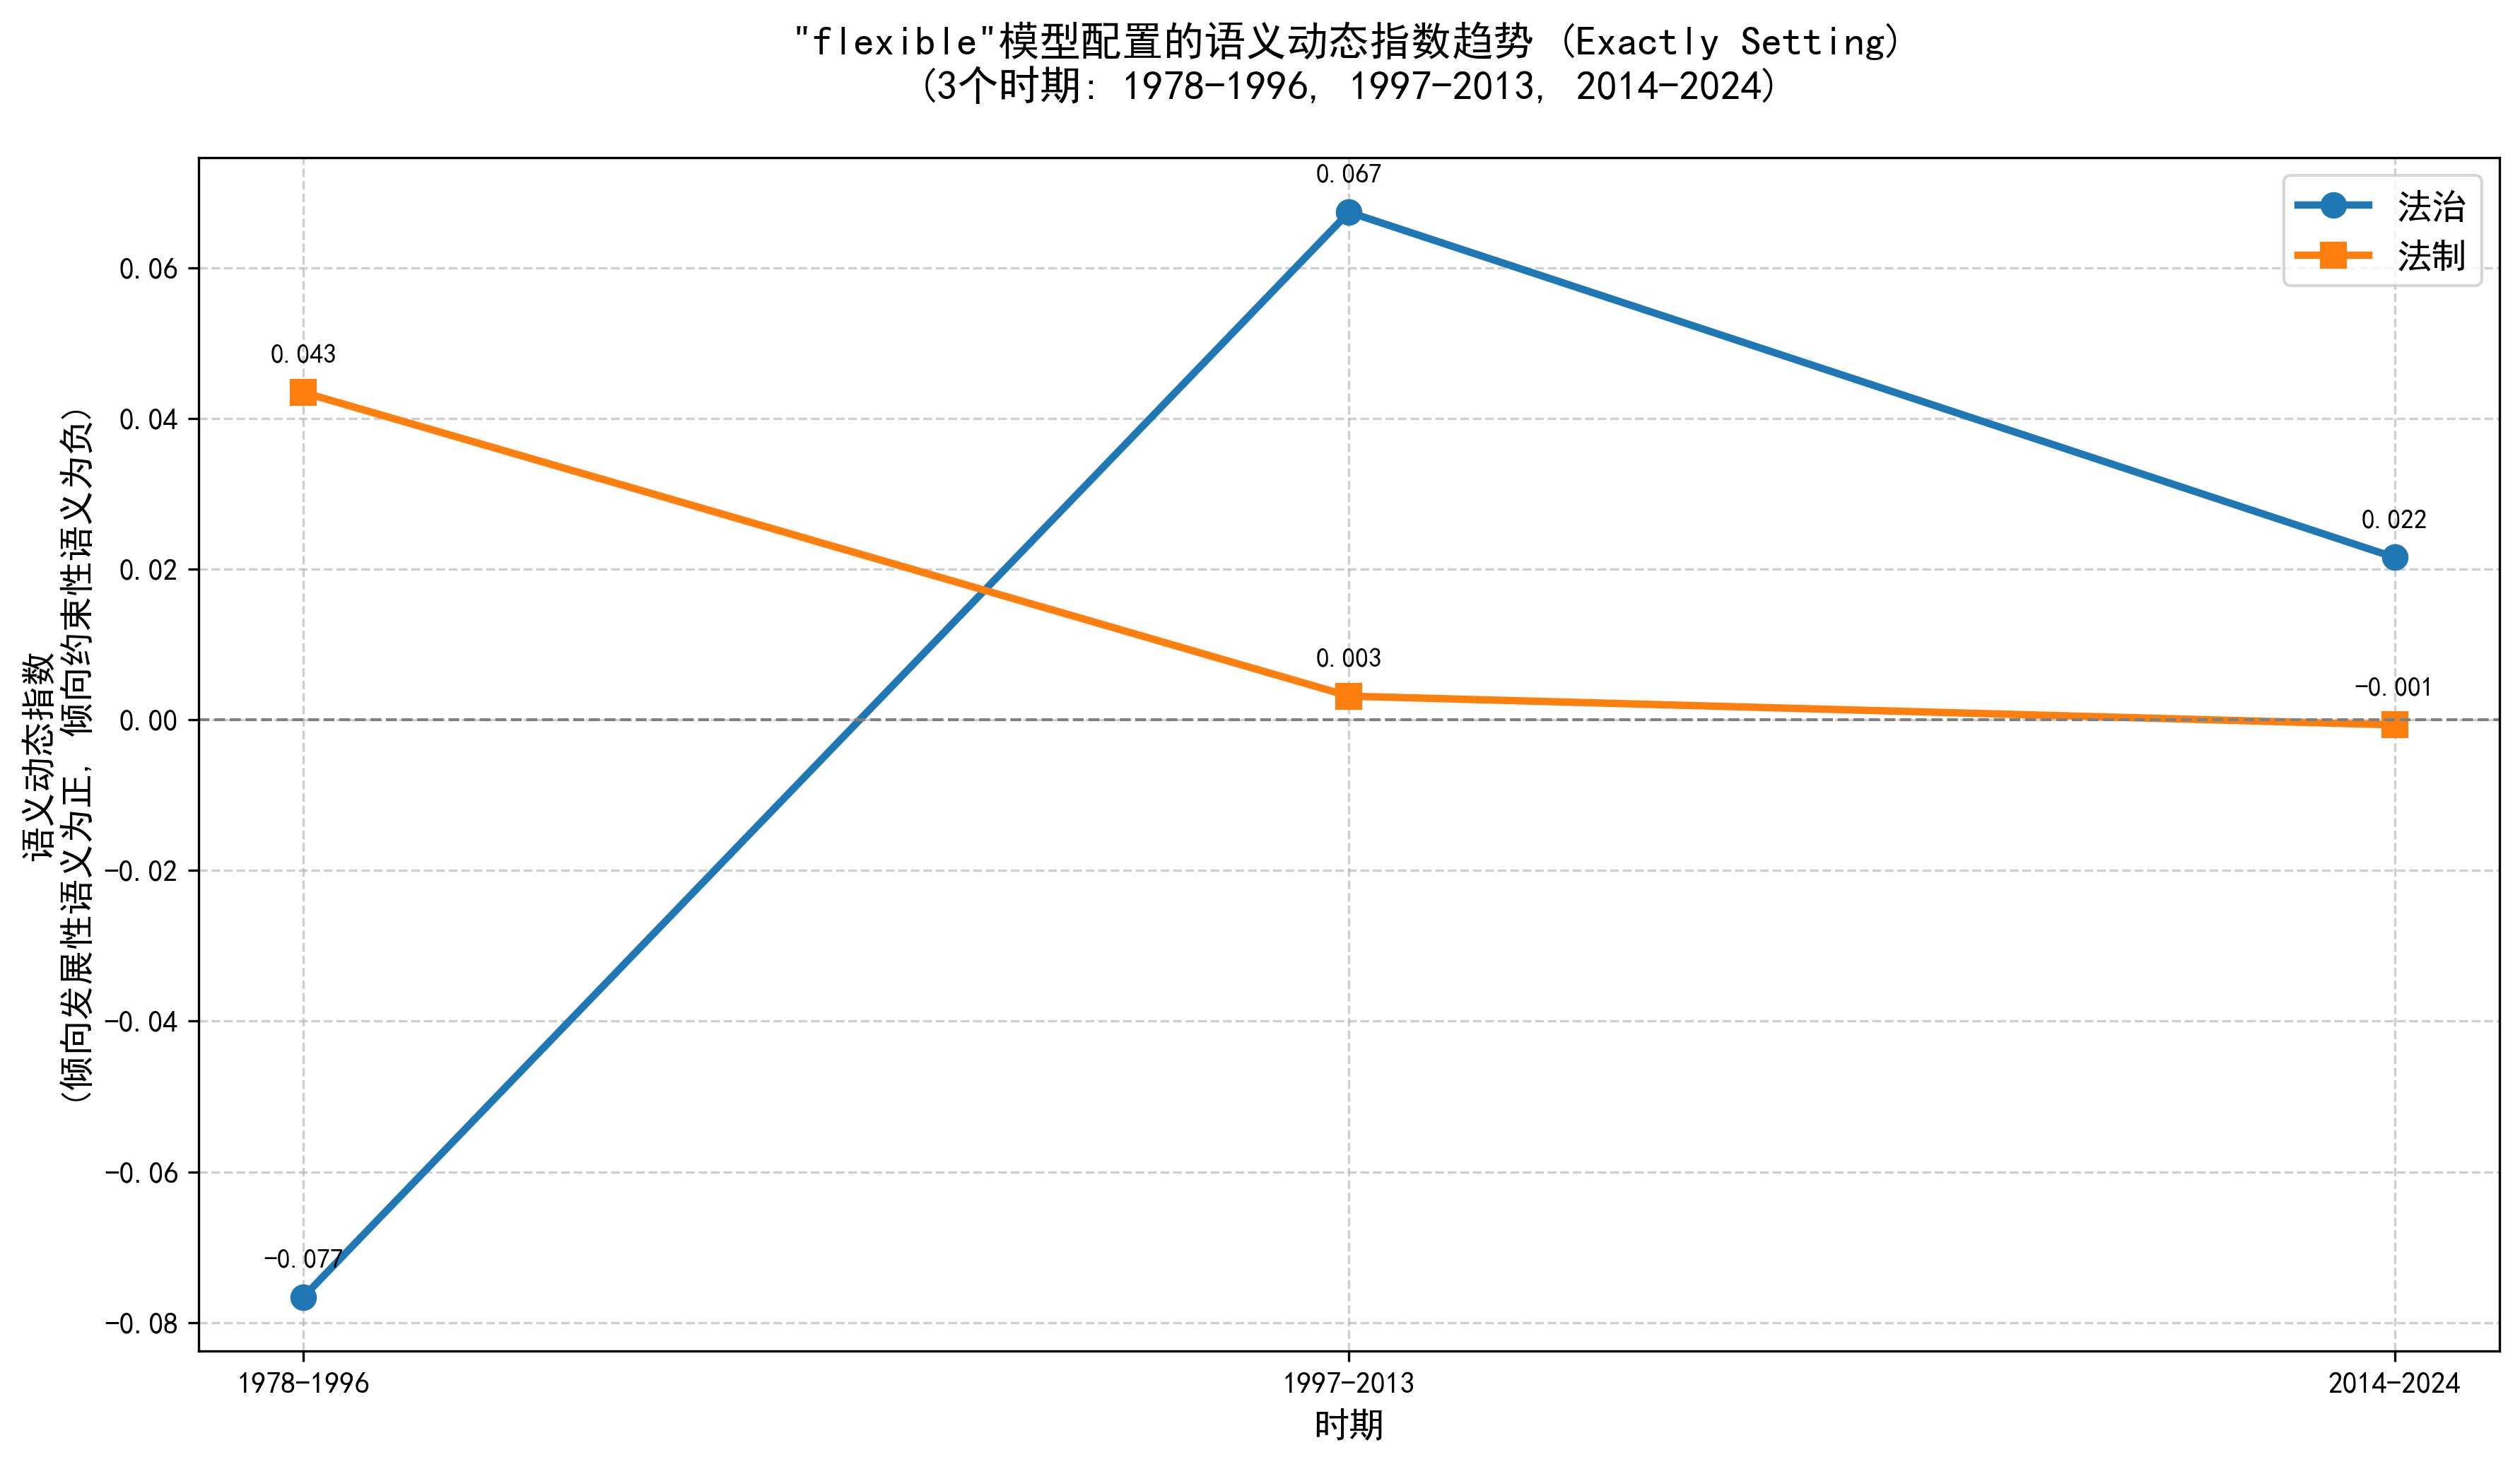 "flexible"模型配置的语义动态指数趋势 (Exactly Setting)
(3个时期: 1978-1996, 1997-2013, 2014-2024)
语义动态指数
(倾向发展性语义为正, 倾向约束性语义为负)
0.06
0.04
0.02
0.00
-0.02
-0.04
-0.06
-0.08
0.043
-0.077
0.067
0.003
0.022
-0.001
法治
法制
1978-1996
1997-2013
2014-2024
时期